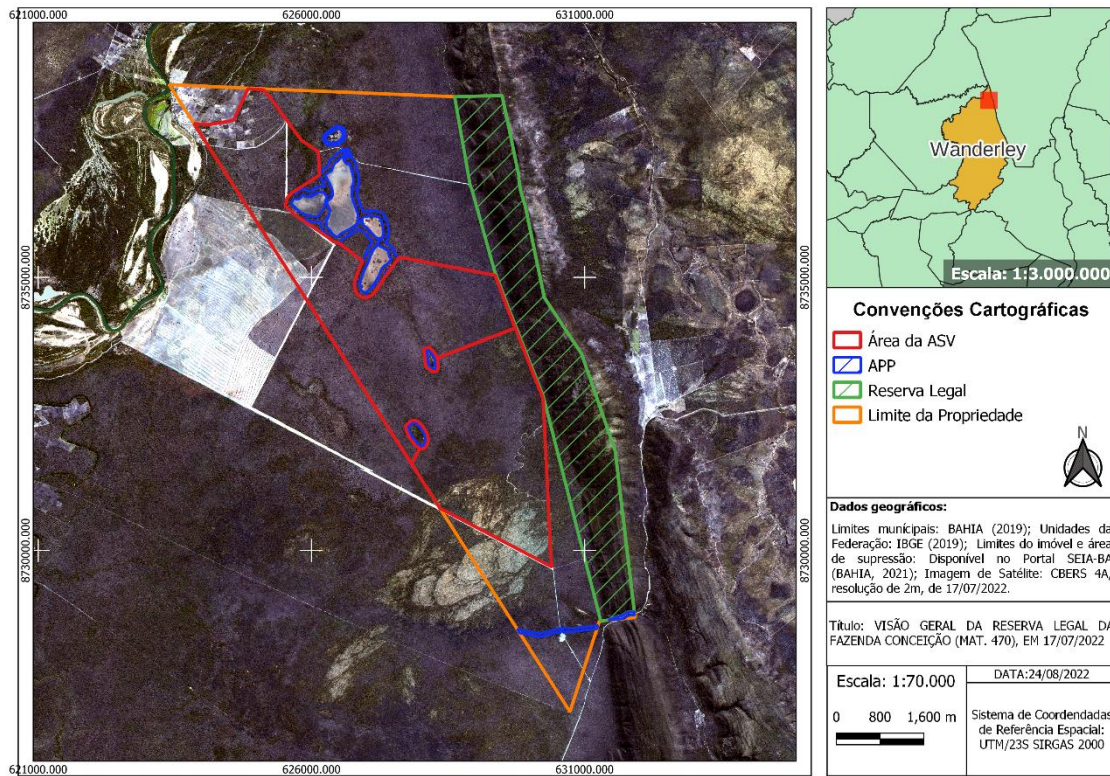 621000.000
626000.000
631000.000
8735000.000
8735000.000
8730000.000
8730000.000
621000.000
626000.000
631000.000
Wanderley
Escala: 1:3.000.000
Convenções Cartográficas
Área da ASV
APP
Reserva Legal
Limite da Propriedade
N
Dados geográficos:
Limites municipais: BAHIA (2019); Unidades da
Federação: IBGE (2019); Limites do imóvel e área
de supressão: Disponível no Portal SEIA-BA
(BAHIA, 2021); Imagem de Satélite: CBERS 4A,
resolução de 2m, de 17/07/2022.
Título: VISÃO GERAL DA RESERVA LEGAL DA
FAZENDA CONCEIÇÃO (MAT. 470), EM 17/07/2022
Escala: 1:70.000
0 800 1,600 m
DATA:24/08/2022
Sistema de Coordendadas
de Referência Espacial:
UTM/23S SIRGAS 2000